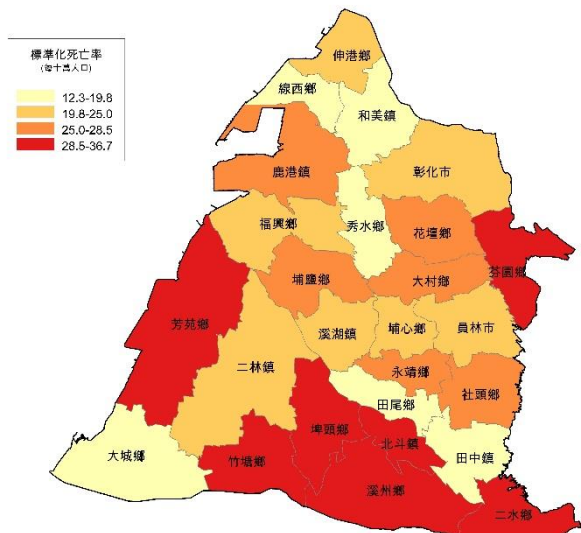 標準化死亡率
(每十萬人口)
12.3-19.8
19.8-25.0
25.0-28.5
28.5-36.7
伸港鄉
線西鄉
和美鎮
鹿港鎮
彰化市
福興鄉
秀水鄉
花壇鄉
芬園鄉
埔鹽鄉
大村鄉
芳苑鄉
溪湖鎮
埔心鄉
員林市
二林鎮
永靖鄉
社頭鄉
田尾鄉
埤頭鄉
北斗鎮
大城鄉
竹塘鄉
田中鎮
溪州鄉
二水鄉